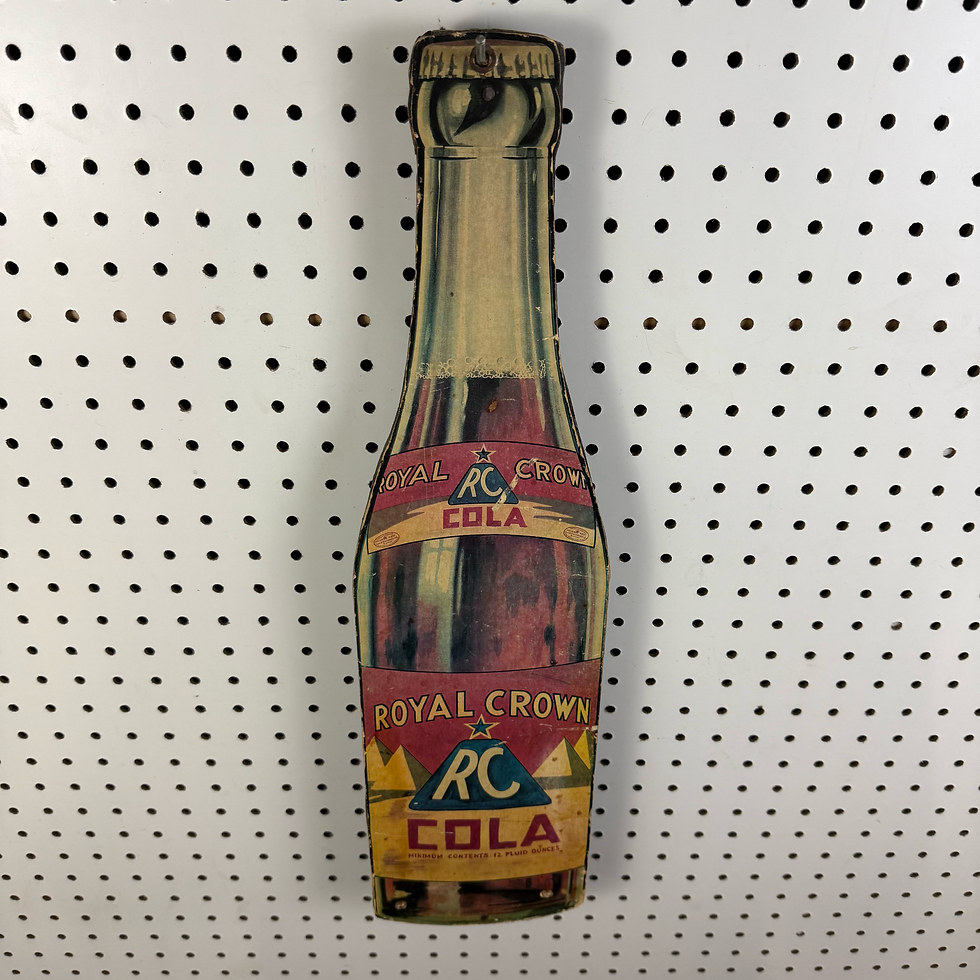 ROYAL CROWN
RC
COLA
ROYAL CROWN
RC
COLA
MINIMUM CONTENTS 12 FLUID OUNCES